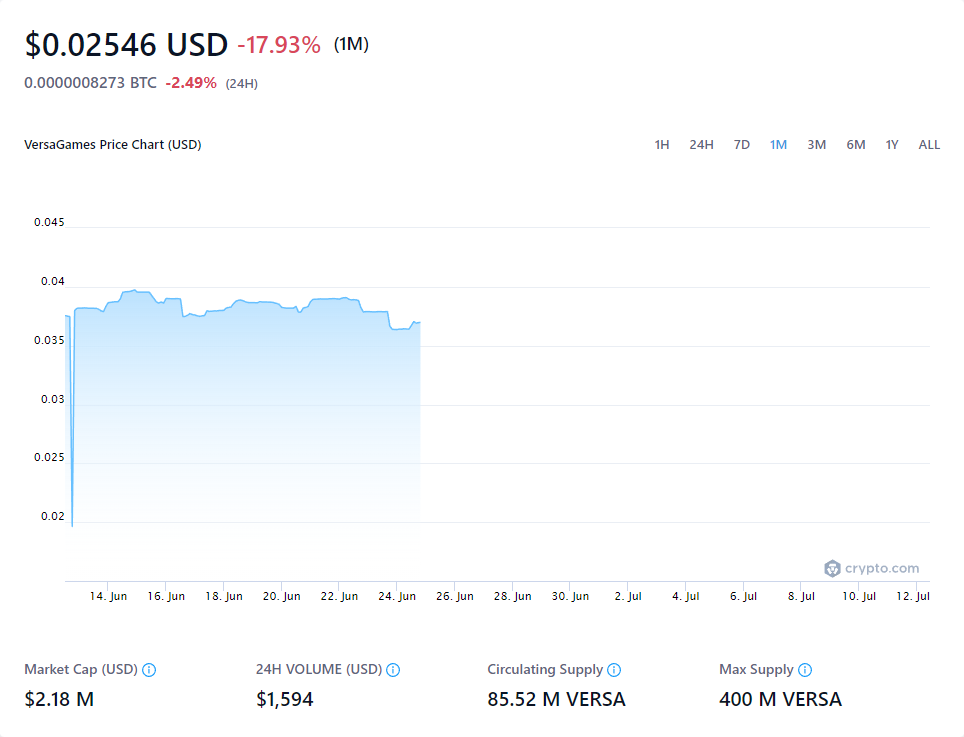 $0.02546 USD -17.93% (1M)
0.0000008273 BTC -2.49% (24H)
VersaGames Price Chart (USD) 1H 24H 7D 1M 3M 6M 1Y ALL
0.045
0.04
0.035
0.03
0.025
0.02
crypto.com
14. Jun 16. Jun 18. Jun 20. Jun 22. Jun 24. Jun 26. Jun 28. Jun 30. Jun 2. Jul 4. Jul 6. Jul 8. Jul 10. Jul 12. Jul
Market Cap (USD) 24H VOLUME (USD) Circulating Supply Max Supply
$2.18 M $1,594 85.52 M VERSA 400 M VERSA